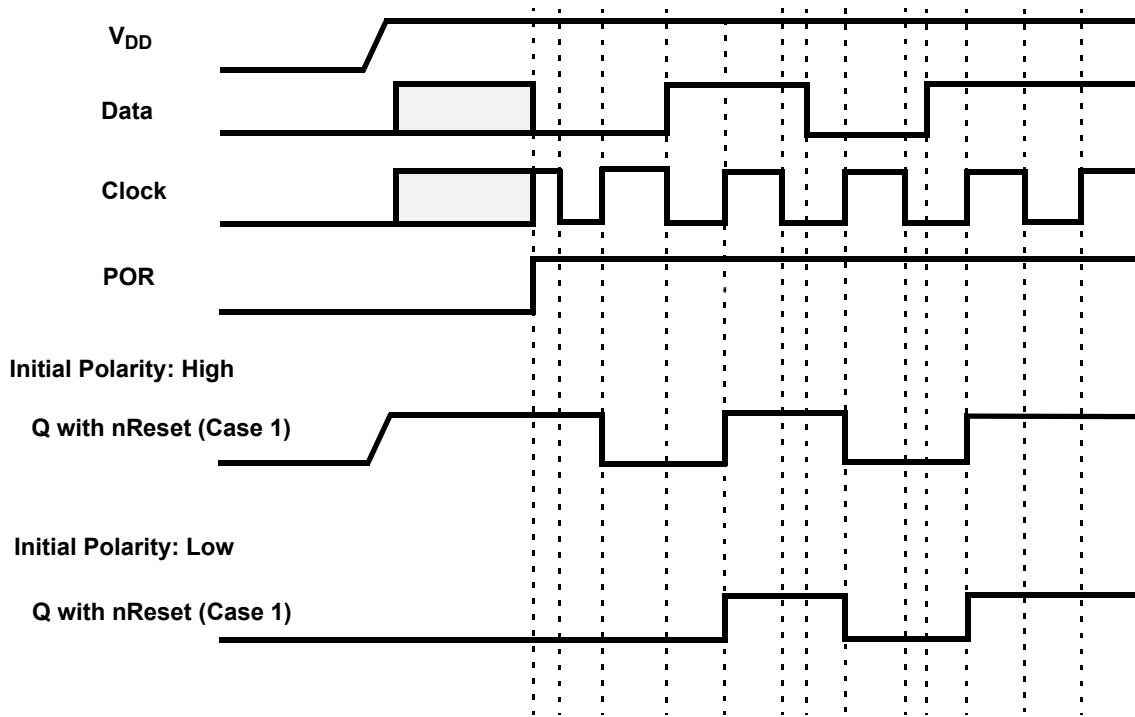 VDD
Data
Clock
POR
Initial Polarity: High
Q with nReset (Case 1)
Initial Polarity: Low
Q with nReset (Case 1)